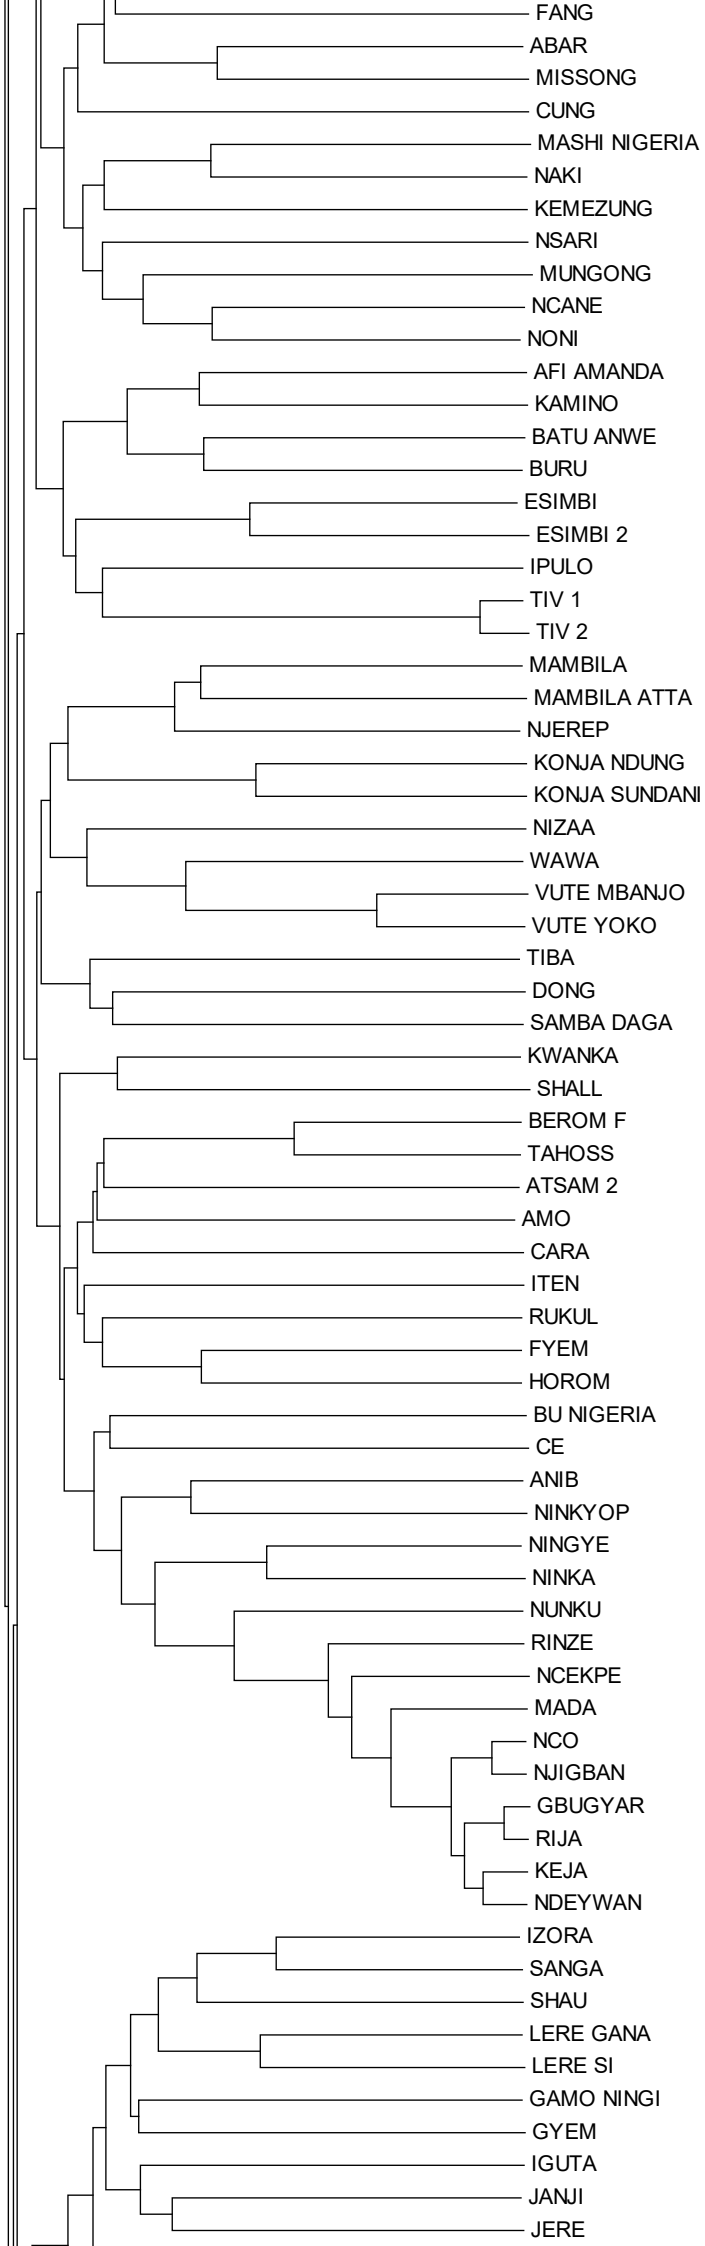 FANG
ABAR
MISSONG
CUNG
MASHI NIGERIA
NAKI
KEMEZUNG
NSARI
MUNGONG
NCANE
NONI
AFI AMANDA
KAMINO
BATU ANWE
BURU
ESIMBI
ESIMBI 2
IPULO
TIV 1
TIV 2
MAMBILA
MAMBILA ATTA
NJEREP
KONJA NDUNG
KONJA SUNDANI
NIZAA
WAWA
VUTE MBANJO
VUTE YOKO
TIBA
DONG
SAMBA DAGA
KWANKA
SHALL
BEROM F
TAHOSS
ATSAM 2
AMO
CARA
ITEN
RUKUL
FYEM
HOROM
BU NIGERIA
CE
ANIB
NINKYOP
NINGYE
NINKA
NUNKU
RINZE
NCEKPE
MADA
NCO
NJIGBAN
GBUGYAR
RIJA
KEJA
NDEYWAN
IZORA
SANGA
SHAU
LERE GANA
LERE SI
GAMO NINGI
GYEM
IGUTA
JANJI
JERE